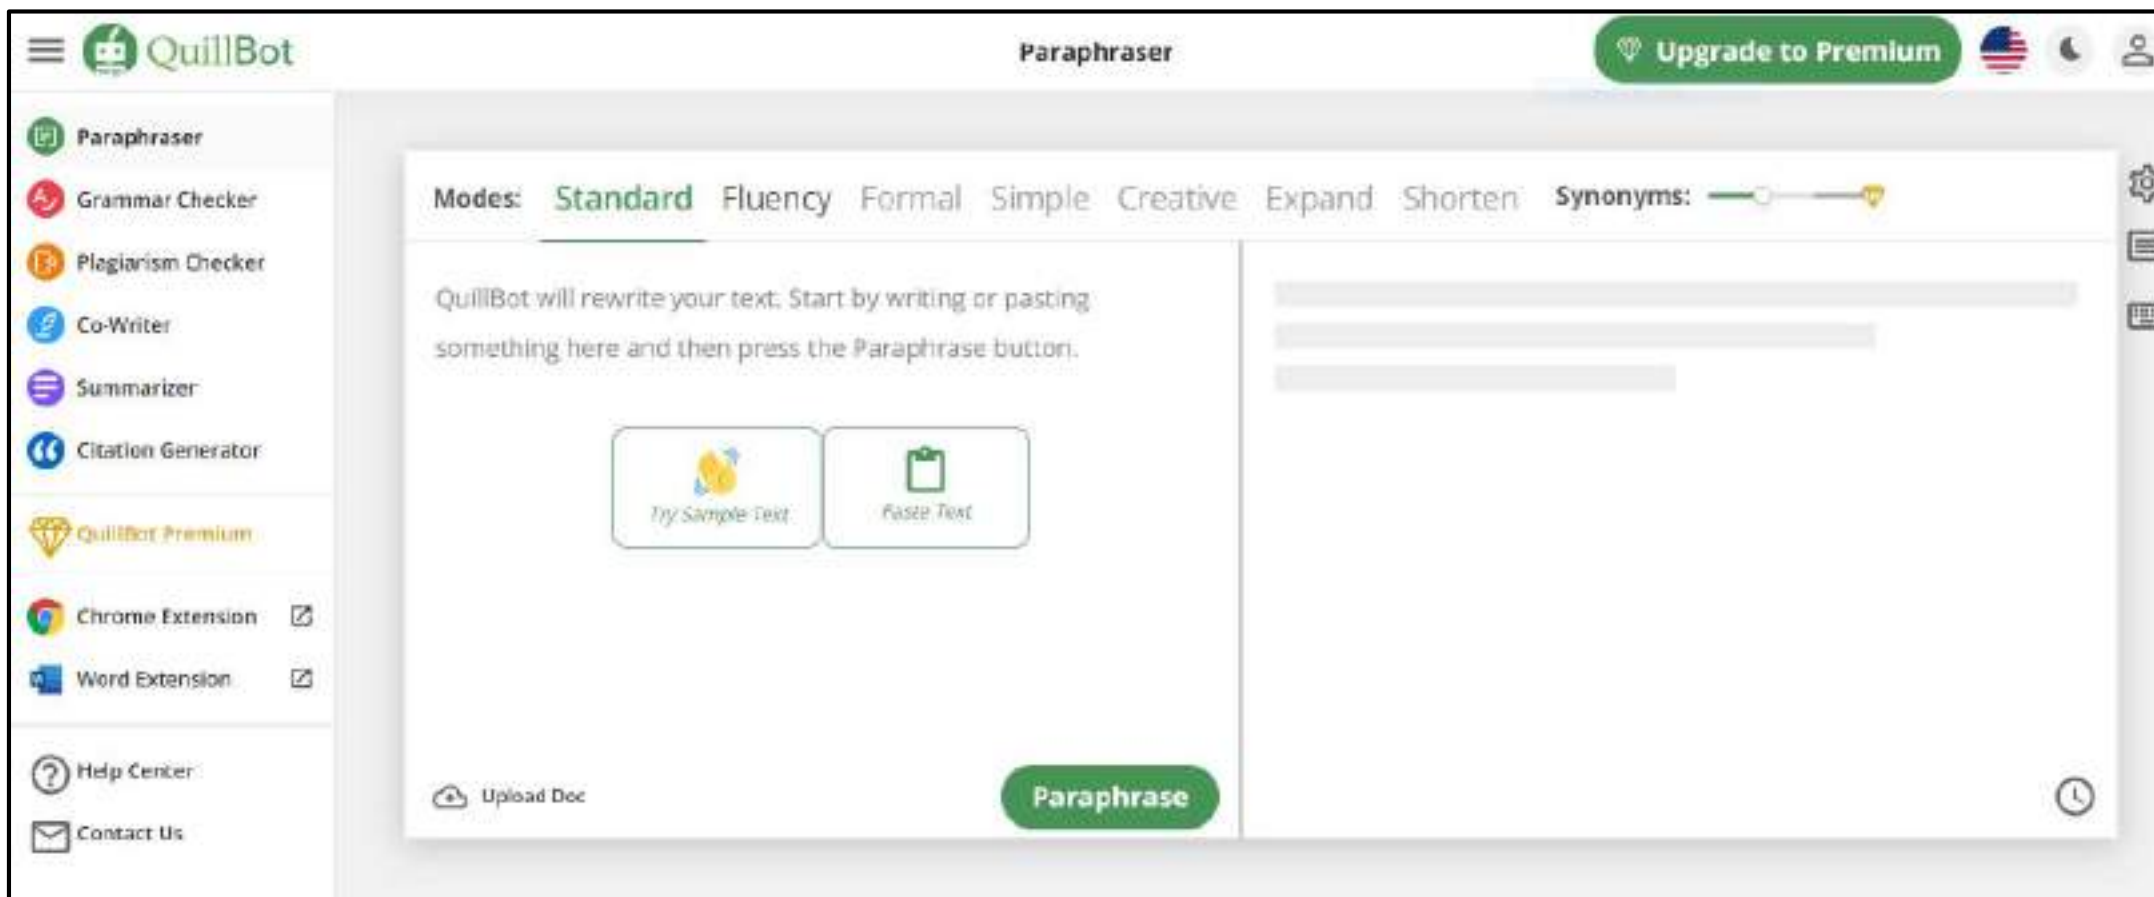 QuillBot
Paraphraser
Upgrade to Premium
Paraphraser
Grammar Checker
Plagiarism Checker
Co-Writer
Summarizer
Citation Generator
QuillBot Premium
Chrome Extension
Word Extension
Help Center
Contact Us
Modes: Standard Fluency Formal Simple Creative Expand Shorten Synonyms:
QuillBot will rewrite your text. Start by writing or pasting
something here and then press the Paraphrase button.
Try Sample Text Paste Text
Upload Doc Paraphrase